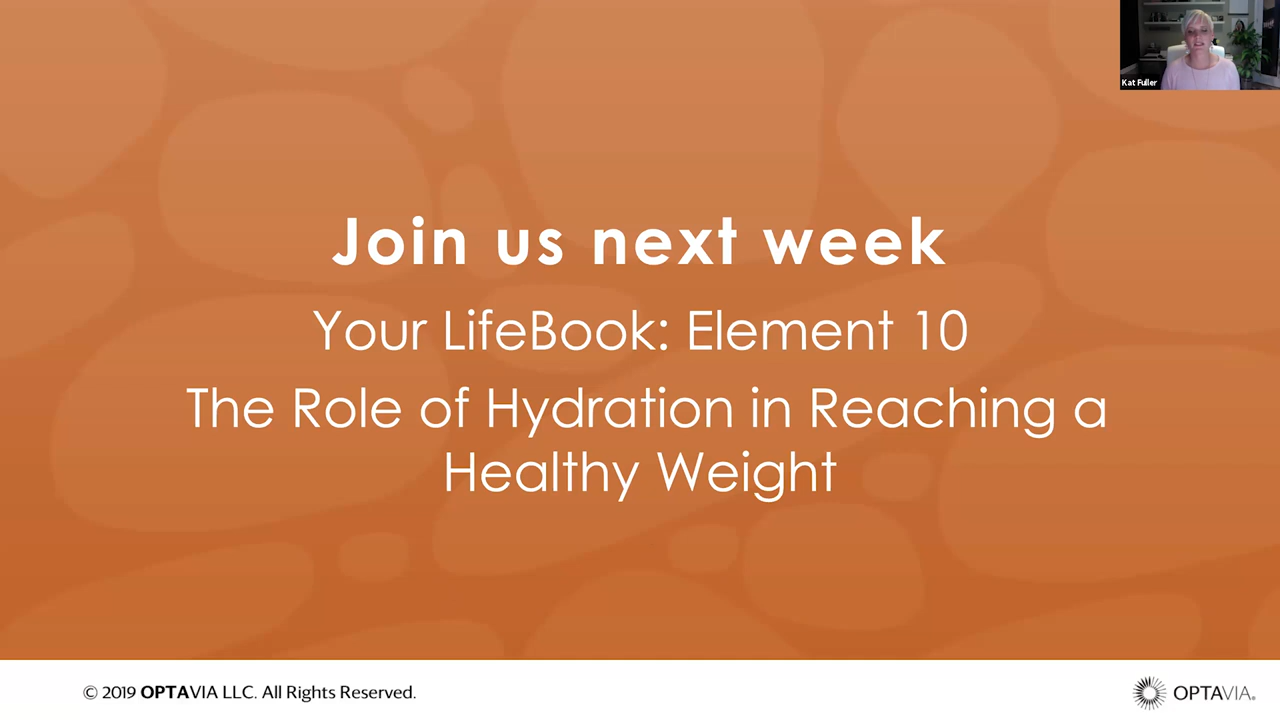 Kat Fuller
Join us next week
Your LifeBook: Element 10
The Role of Hydration in Reaching a
Healthy Weight
© 2019 OPTAVIA LLC. All Rights Reserved.
OPTAVIA®